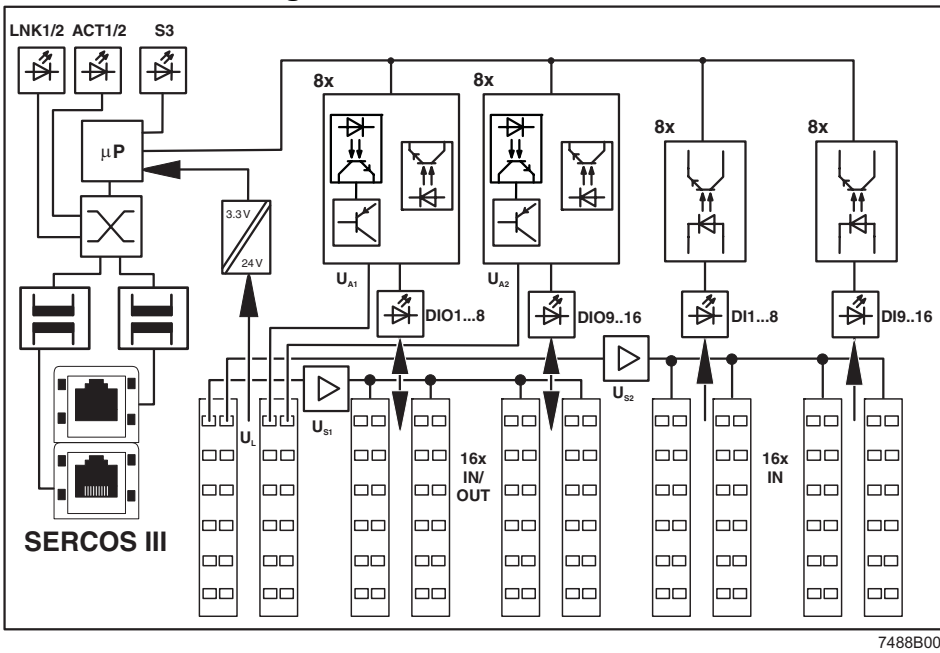 LNK1/2 ACT1/2 S3
8x 8x
8x 8x
µP
3.3 V
24 V
UA1 UA2
DIO1...8 DIO9..16 DI1...8 DI9..16
US1 US2
UL
16x
IN/
OUT
16x
IN
SERCOS III
7488B00